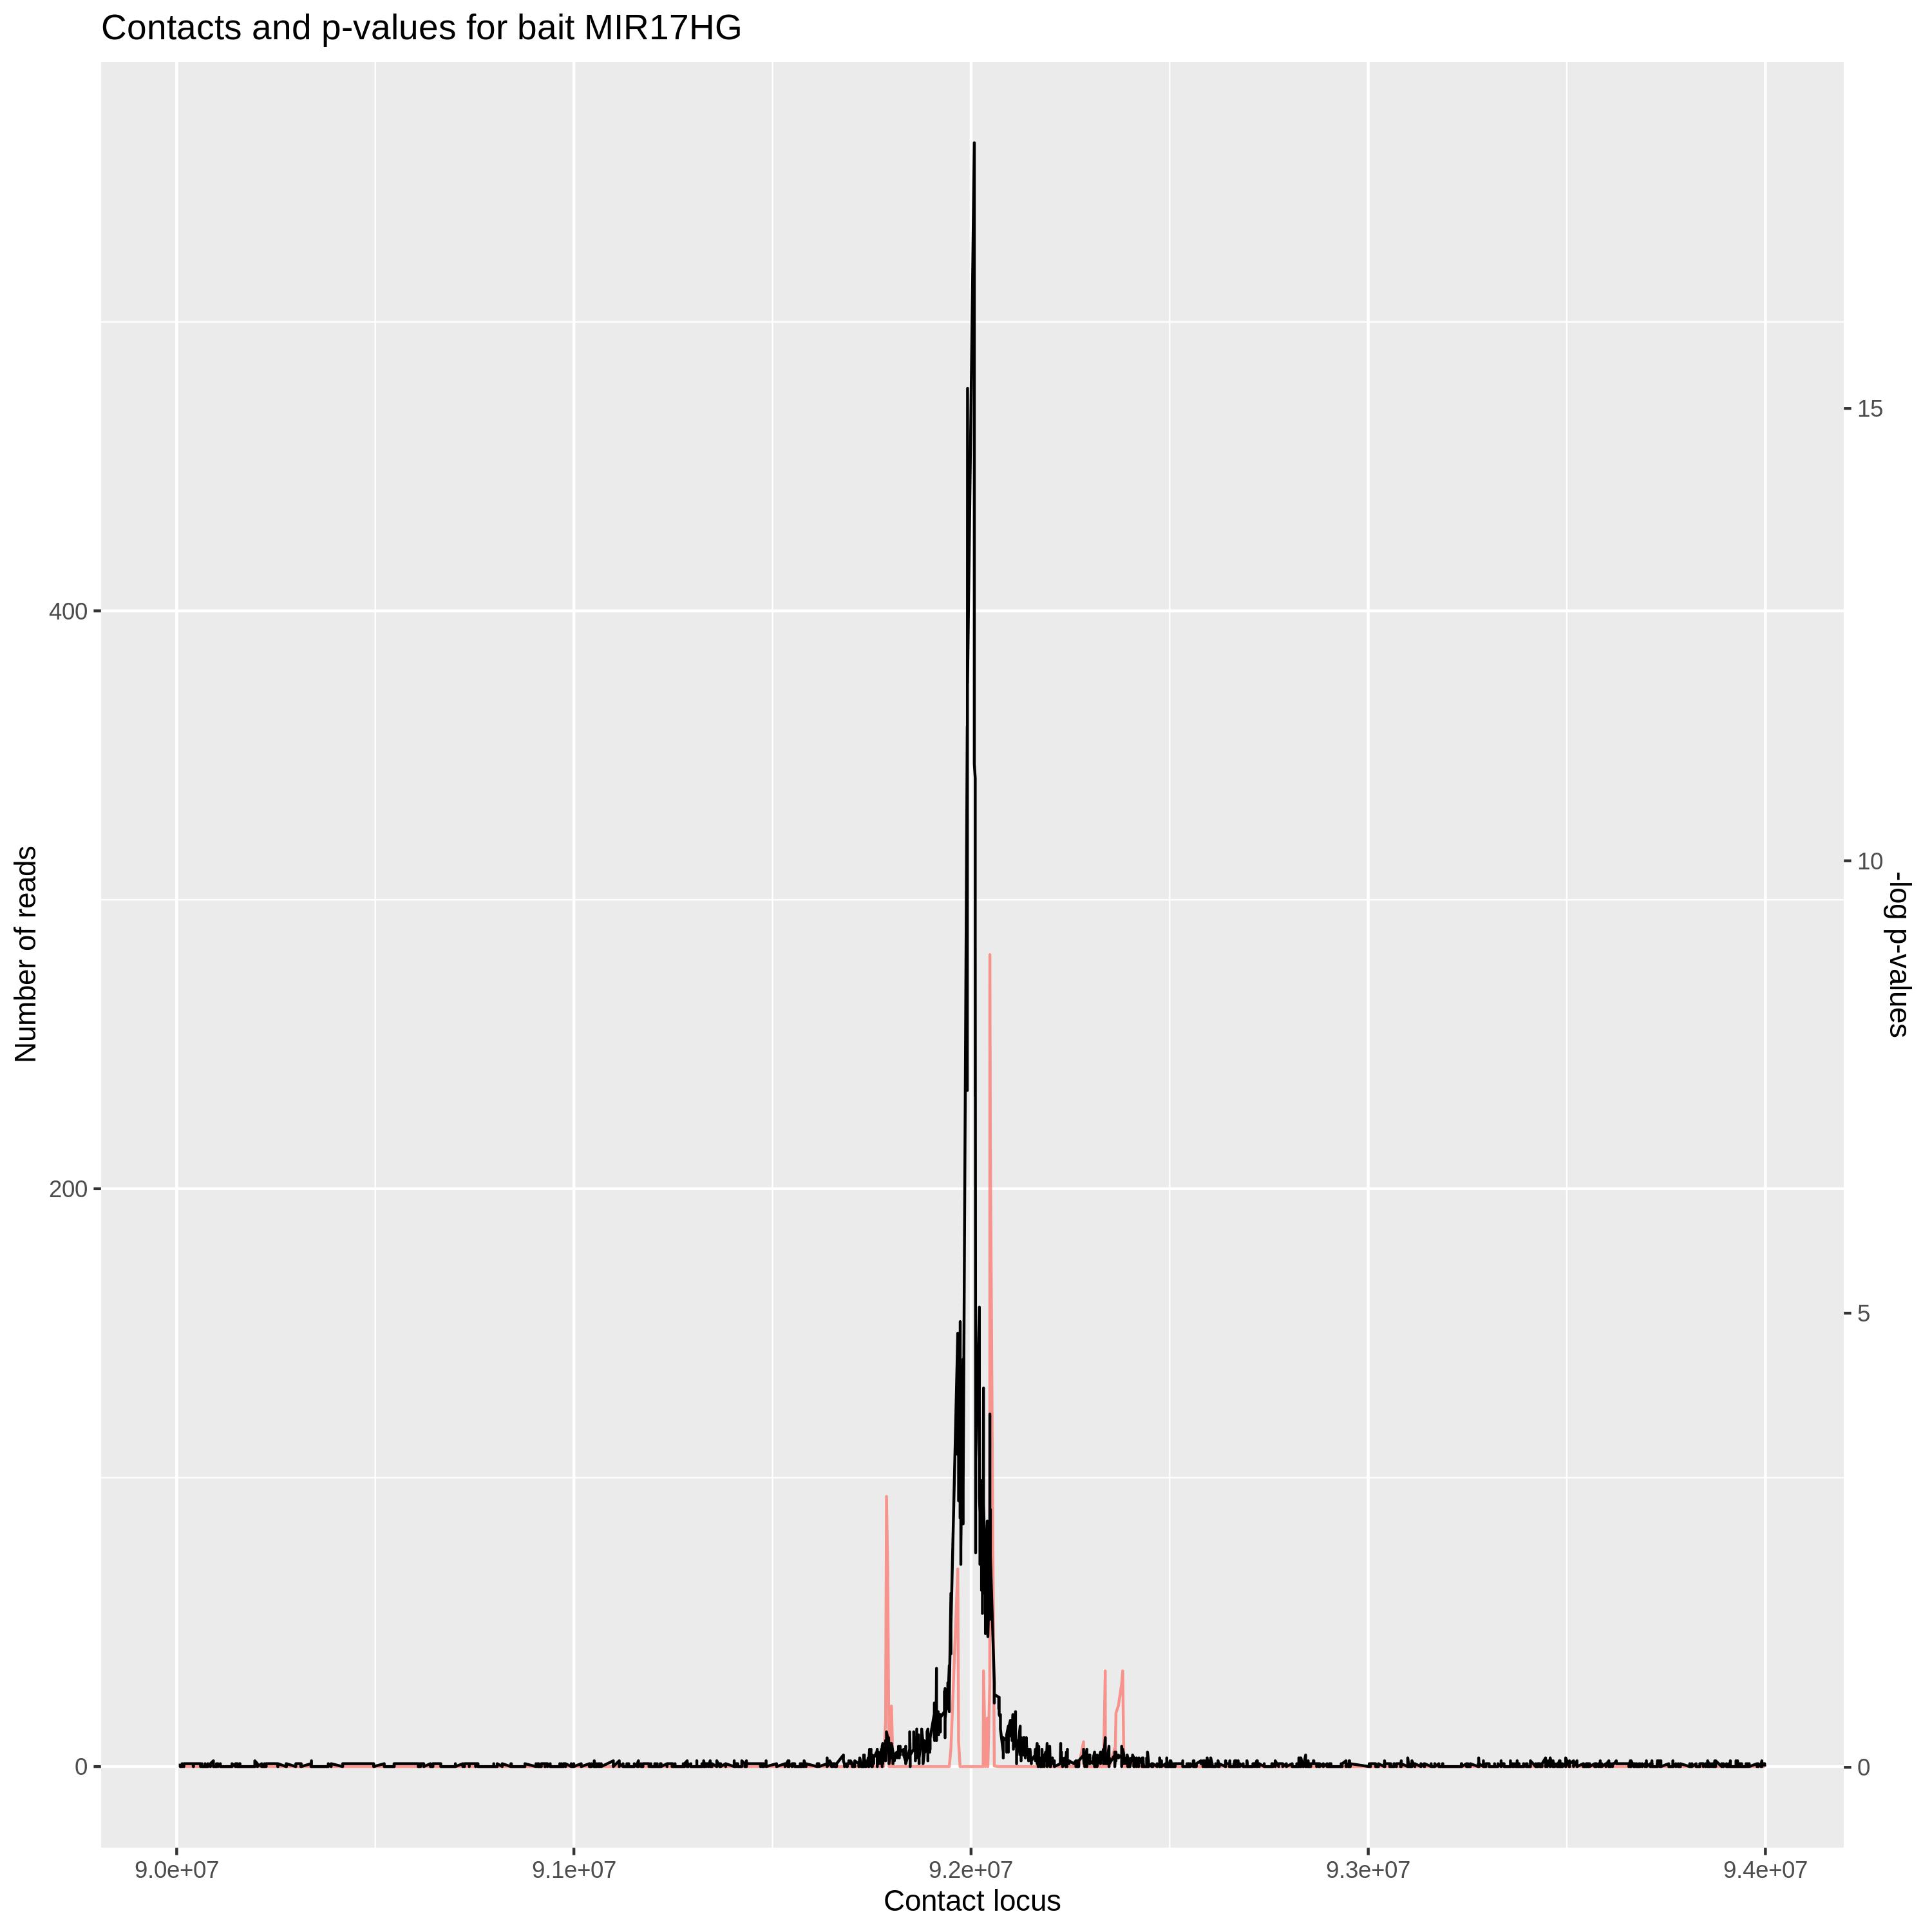 Contacts and p-values for bait MIR17HG
Number of reads
400
200
0
15
10
5
0
-log p-values
9.0e+07 9.1e+07 9.2e+07 9.3e+07 9.4e+07
Contact locus